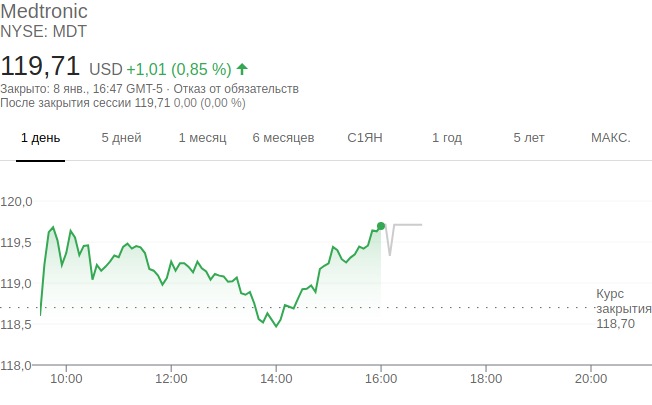 Medtronic
NYSE: MDT
119,71 USD +1,01 (0,85 %)
Закрыто: 8 янв., 16:47 GMT-5 · Отказ от обязательств
После закрытия сессии 119,71 0,00 (0,00 %)
1 день 5 дней 1 месяц 6 месяцев С1ЯН 1 год 5 лет МАКС.
120,0
119,5
119,0
Курс
закрытия
118,70
118,5
118,0
10:00 12:00 14:00 16:00 18:00 20:00